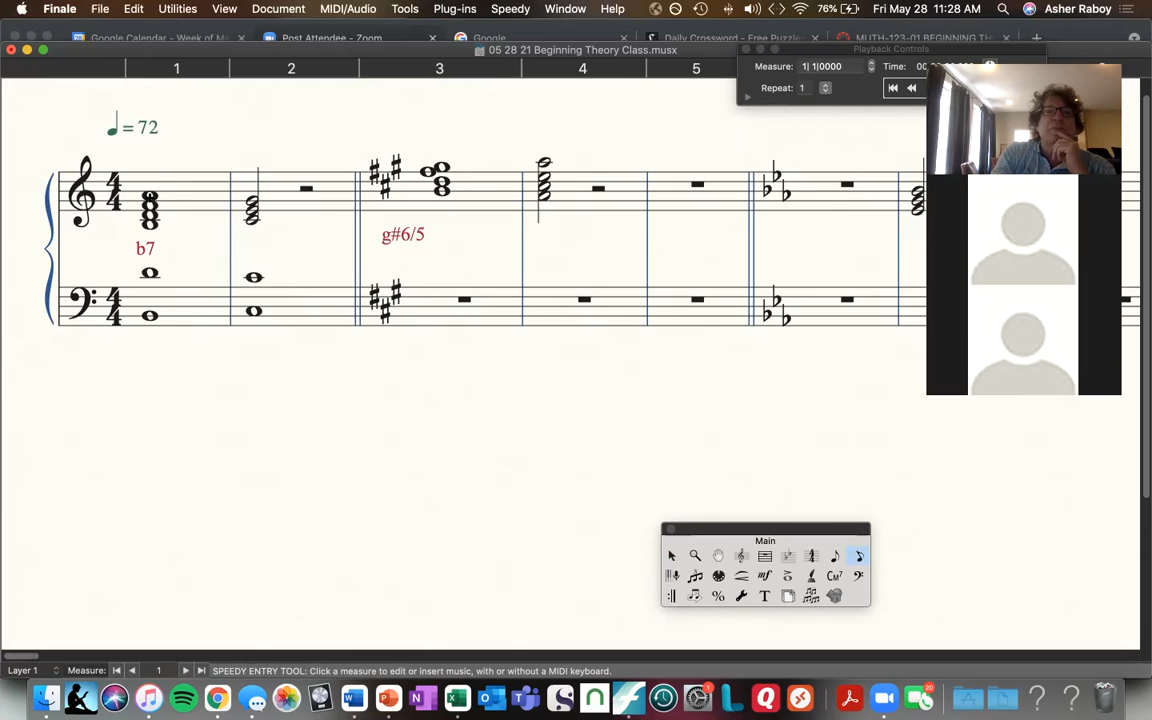 Finale File Edit Utilities View Document MIDI/Audio Tools Plug-ins Speedy Window Help 76% Fri May 28 11:28 AM Asher Raboy
Google Calendar - Week of M Post Attendee - Zoom Google Daily Crossword - Free Puzzle MUTH-123-01 BEGINNING TH
05 28 21 Beginning Theory Class.musx
Playback Controls
Measure: 1| 1|0000 Time:
Repeat: 1
1 2 3 4 5
= 72
b7
g#6/5
Main
CM7
Layer 1 Measure: 1 SPEEDY ENTRY TOOL: Click a measure to edit or insert music, with or without a MIDI keyboard.